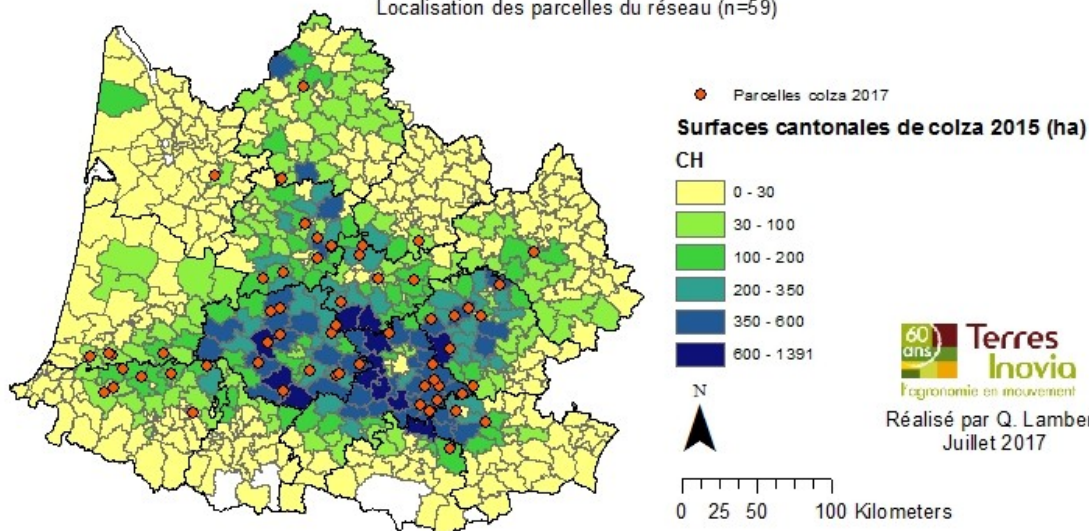 Localisation des parcelles du réseau (n=59)
Parcelles colza 2017
Surfaces cantonales de colza 2015 (ha)
CH
0 - 30
30 - 100
100 - 200
200 - 350
350 - 600
600 - 1391
60 ans
Terres Inovia
l'agronomie en mouvement
N
Réalisé par Q. Lamber
Juillet 2017
0 25 50 100 Kilometers